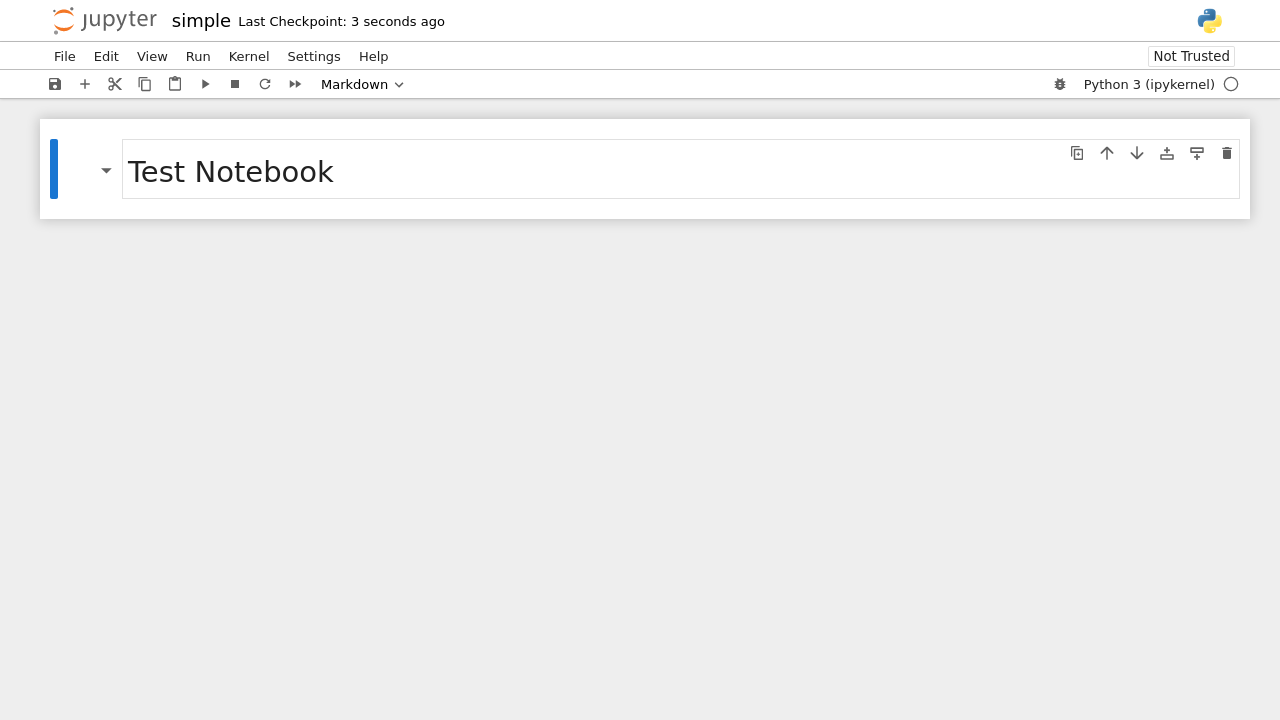 jupyter simple Last Checkpoint: 3 seconds ago
File Edit View Run Kernel Settings Help Not Trusted
Markdown Python 3 (ipykernel)
Test Notebook